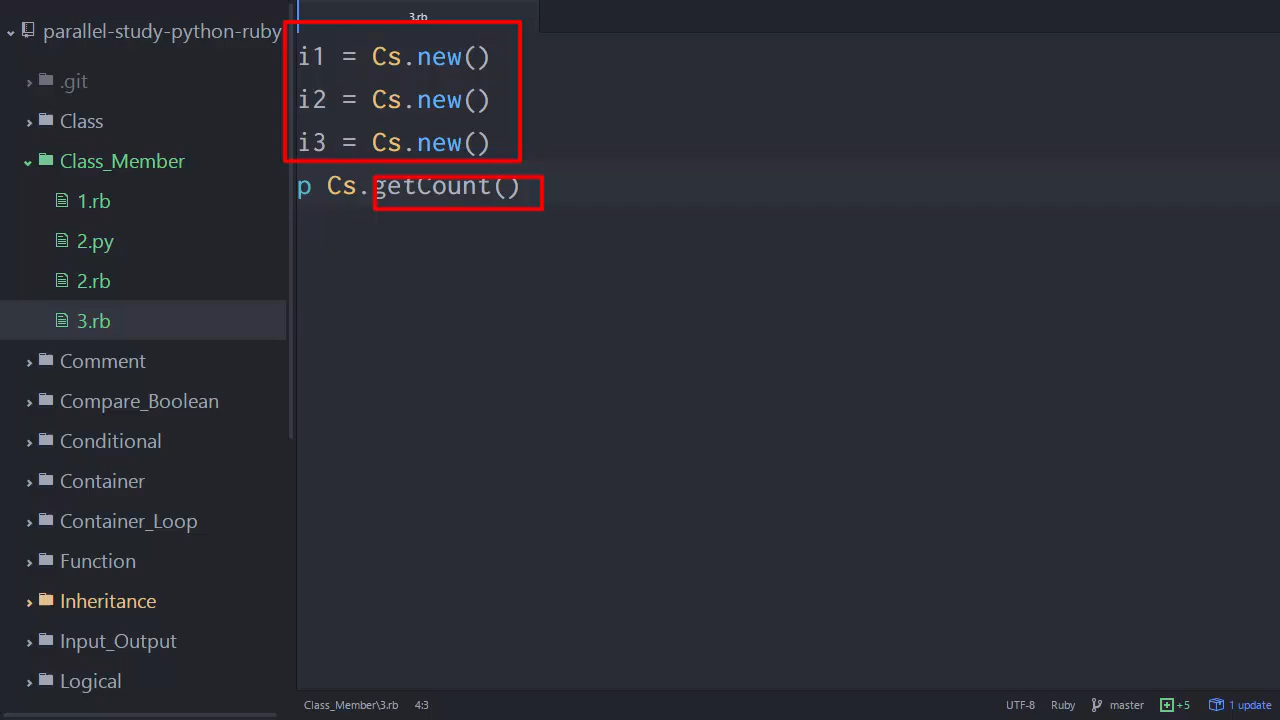 parallel-study-python-ruby
.git
Class
Class_Member
1.rb
2.py
2.rb
3.rb
Comment
Compare_Boolean
Conditional
Container
Container_Loop
Function
Inheritance
Input_Output
Logical
3.rb
i1 = Cs.new()
i2 = Cs.new()
i3 = Cs.new()
p Cs.getCount()
Class_Member\3.rb 4:3 UTF-8 Ruby master +5 1 update